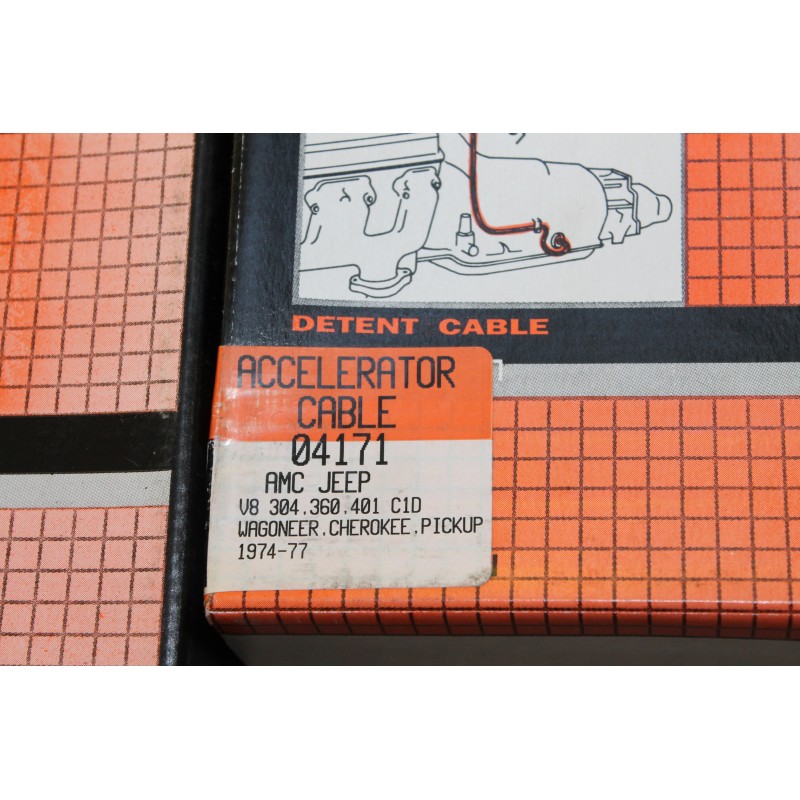 DETENT CABLE
ACCELERATOR
CABLE
04171
AMC JEEP
V8 304.360.401 C1D
WAGONEER.CHEROKEE.PICKUP
1974-77